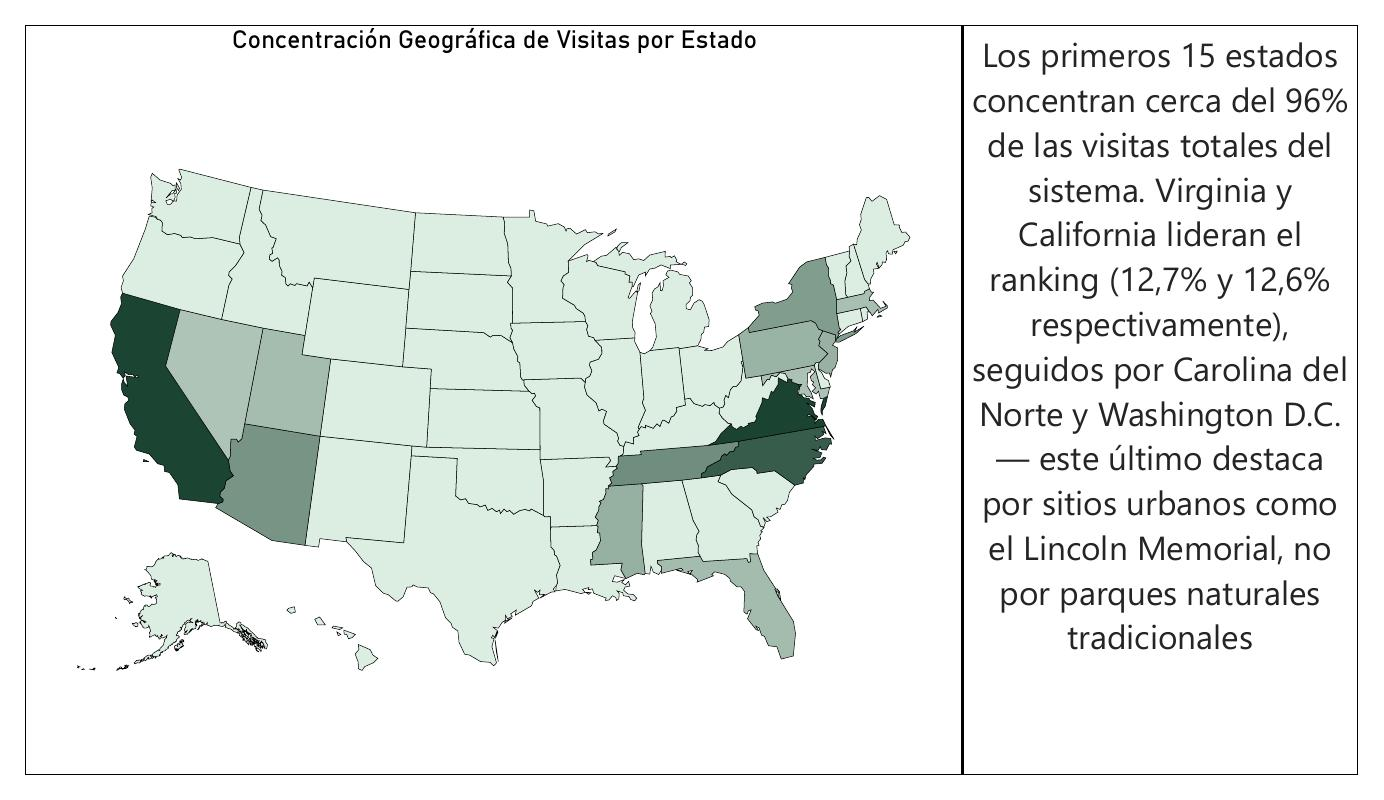 Concentración Geográfica de Visitas por Estado
Los primeros 15 estados
concentran cerca del 96%
de las visitas totales del
sistema. Virginia y
California lideran el
ranking (12,7% y 12,6%
respectivamente),
seguidos por Carolina del
Norte y Washington D.C.
— este último destaca
por sitios urbanos como
el Lincoln Memorial, no
por parques naturales
tradicionales